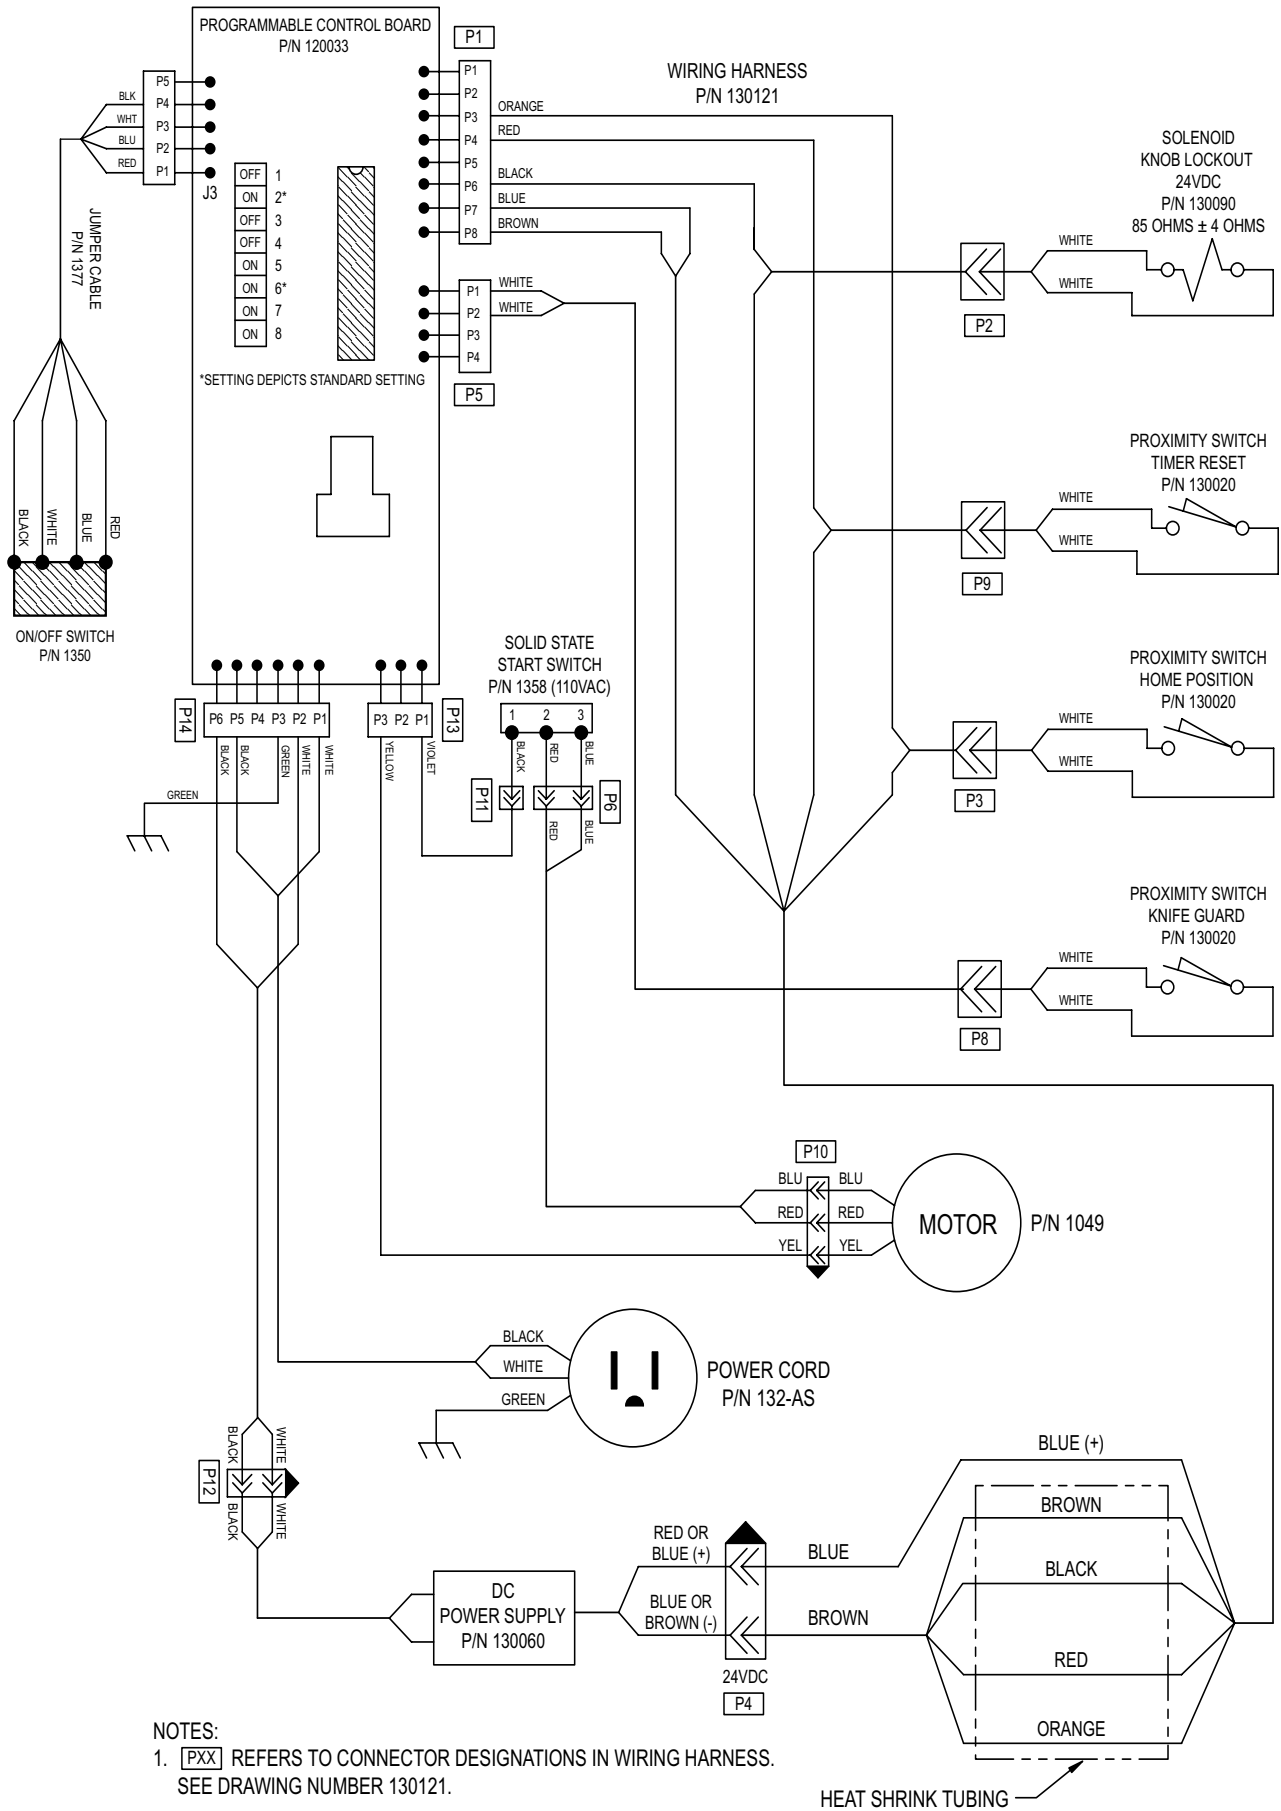 PROGRAMMABLE CONTROL BOARD
P/N 120033
P1
WIRING HARNESS
P/N 130121
P5
P4
P3
P2
P1
BLK
WHT
BLU
RED
J3
JUMPER CABLE
P/N 1377
OFF 1
ON 2*
OFF 3
OFF 4
ON 5
ON 6*
ON 7
ON 8
*SETTING DEPICTS STANDARD SETTING
P1
P2
P3 ORANGE
P4 RED
P5
P6 BLACK
P7 BLUE
P8 BROWN
P1 WHITE
P2 WHITE
P3
P4
P5
SOLENOID
KNOB LOCKOUT
24VDC
P/N 130090
85 OHMS ± 4 OHMS
WHITE
WHITE
P2
PROXIMITY SWITCH
TIMER RESET
P/N 130020
WHITE
WHITE
P9
BLACK
WHITE
BLUE
RED
ON/OFF SWITCH
P/N 1350
SOLID STATE
START SWITCH
P/N 1358 (110VAC)
1 2 3
BLACK
RED
BLUE
P11
P6
RED
BLUE
PROXIMITY SWITCH
HOME POSITION
P/N 130020
WHITE
WHITE
P3
P14
P6 P5 P4 P3 P2 P1
BLACK
BLACK
GREEN
WHITE
WHITE
P3 P2 P1
P13
YELLOW
VIOLET
GREEN
PROXIMITY SWITCH
KNIFE GUARD
P/N 130020
WHITE
WHITE
P8
P10
BLU BLU
RED RED
YEL YEL
MOTOR
P/N 1049
BLACK
WHITE
GREEN
POWER CORD
P/N 132-AS
BLACK
WHITE
P12
BLACK
WHITE
DC
POWER SUPPLY
P/N 130060
RED OR
BLUE (+)
BLUE OR
BROWN (-)
BLUE
BROWN
24VDC
P4
BLUE (+)
BROWN
BLACK
RED
ORANGE
HEAT SHRINK TUBING
NOTES:
1. PXX REFERS TO CONNECTOR DESIGNATIONS IN WIRING HARNESS.
SEE DRAWING NUMBER 130121.